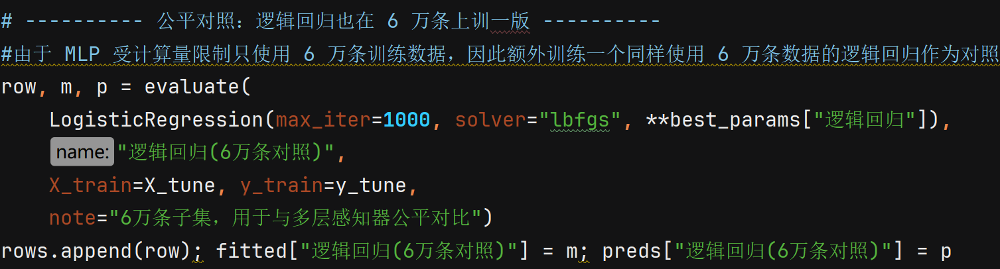 # ---------- 公平对照：逻辑回归也在 6 万条上训一版 ----------
#由于 MLP 受计算量限制只使用 6 万条训练数据，因此额外训练一个同样使用 6 万条数据的逻辑回归作为对照
row, m, p = evaluate(
    LogisticRegression(max_iter=1000, solver="lbfgs", **best_params["逻辑回归"]),
    name: "逻辑回归(6万条对照)",
    X_train=X_tune, y_train=y_tune,
    note="6万条子集，用于与多层感知器公平对比")
rows.append(row); fitted["逻辑回归(6万条对照)"] = m; preds["逻辑回归(6万条对照)"] = p